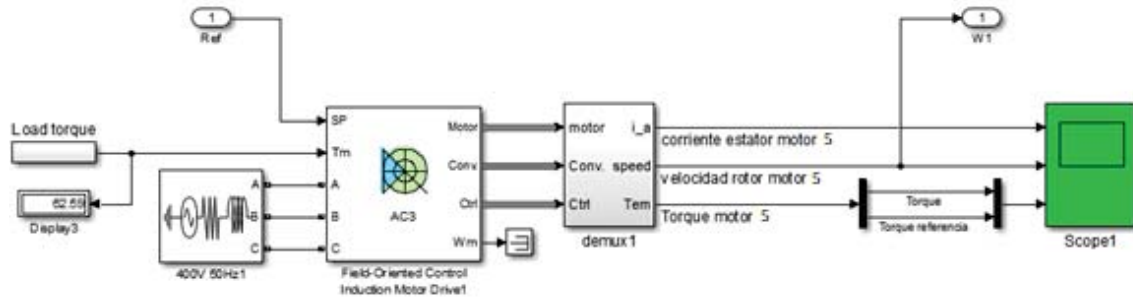 1
Ref
1
W1
Load torque
62.59
Display3
A
B
C
400V 50Hz1
SP
Tm
A
B
C
Motor
Conv
Ctrl
Wm
AC3
Field-Oriented Control
Induction Motor Drive1
motor
Conv.
Ctrl
i_a
speed
Tem
demux1
corriente estator motor 5
velocidad rotor motor 5
Torque motor 5
Torque
Torque referencia
Scope1